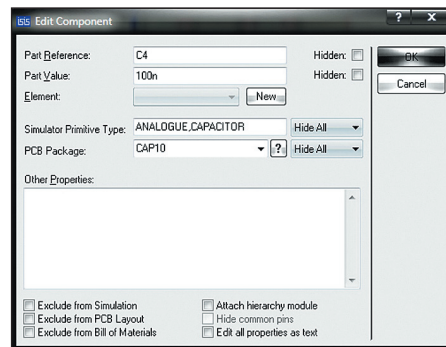 ISIS Edit Component ? X
Part Reference: C4 Hidden: OK
Part Value: 100n Hidden: Cancel
Element: New
Simulator Primitive Type: ANALOGUE,CAPACITOR Hide All
PCB Package: CAP10 ? Hide All
Other Properties:
Exclude from Simulation Attach hierarchy module
Exclude from PCB Layout Hide common pins
Exclude from Bill of Materials Edit all properties as text